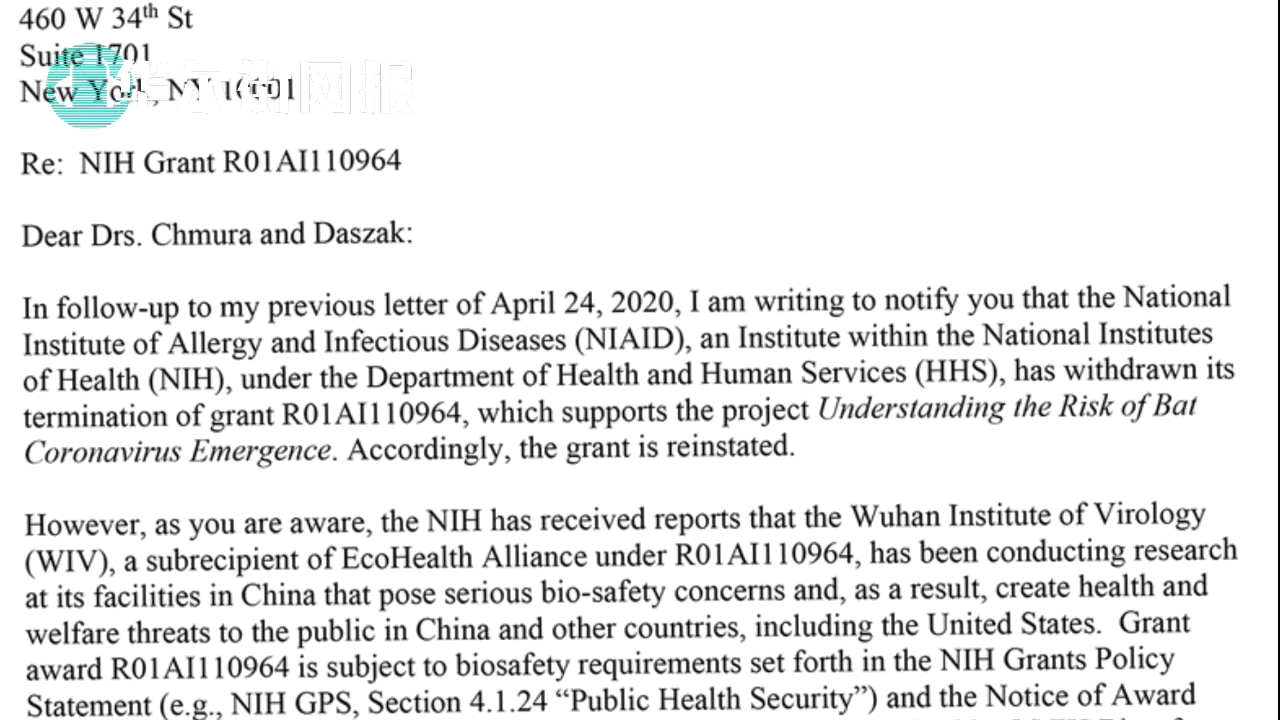 460 W 34th St
Suite 1701
New York, NY 10001
Re: NIH Grant R01AI110964
Dear Drs. Chmura and Daszak:
In follow-up to my previous letter of April 24, 2020, I am writing to notify you that the National
Institute of Allergy and Infectious Diseases (NIAID), an Institute within the National Institutes
of Health (NIH), under the Department of Health and Human Services (HHS), has withdrawn its
termination of grant R01AI110964, which supports the project Understanding the Risk of Bat
Coronavirus Emergence. Accordingly, the grant is reinstated.
However, as you are aware, the NIH has received reports that the Wuhan Institute of Virology
(WIV), a subrecipient of EcoHealth Alliance under R01AI110964, has been conducting research
at its facilities in China that pose serious bio-safety concerns and, as a result, create health and
welfare threats to the public in China and other countries, including the United States. Grant
award R01AI110964 is subject to biosafety requirements set forth in the NIH Grants Policy
Statement (e.g., NIH GPS, Section 4.1.24 “Public Health Security”) and the Notice of Award